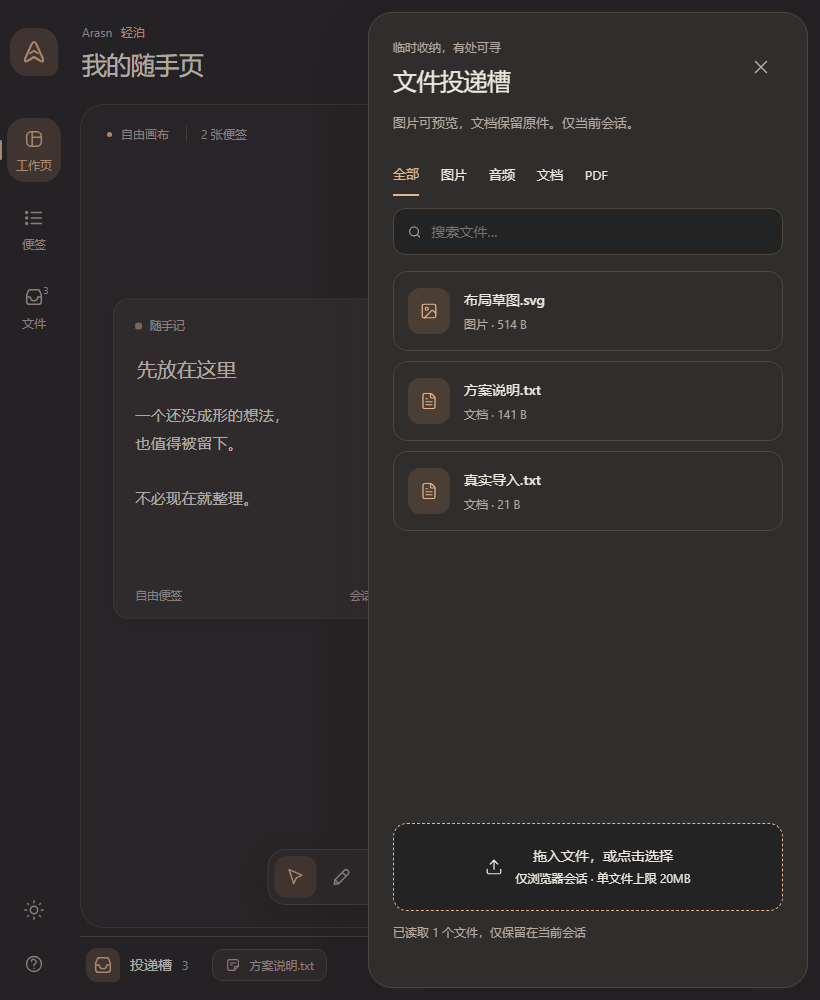 Arasn 轻泊
我的随手页
工作页
便签
3
文件
自由画布
2 张便签
随手记
先放在这里
一个还没成形的想法，
也值得被留下。
不必现在就整理。
自由便签
会话
投递槽 3
方案说明.txt
临时收纳，有处可寻
文件投递槽
图片可预览，文档保留原件。仅当前会话。
全部 图片 音频 文档 PDF
搜索文件...
布局草图.svg
图片 · 514 B
方案说明.txt
文档 · 141 B
真实导入.txt
文档 · 21 B
拖入文件，或点击选择
仅浏览器会话 · 单文件上限 20MB
已读取 1 个文件，仅保留在当前会话